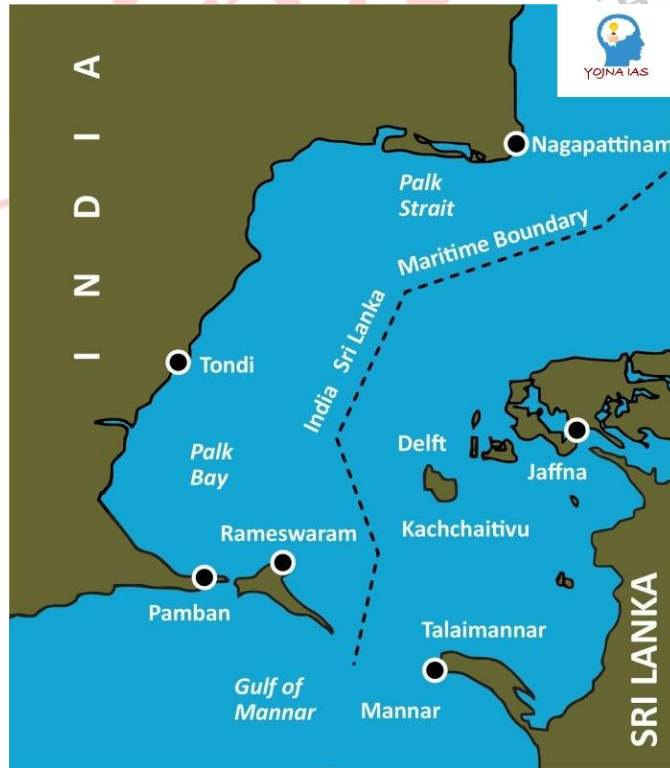 YOJNA IAS
INDIA
Nagapattinam
Palk
Strait
Maritime Boundary
India Sri Lanka
Tondi
Palk
Bay
Delft
Jaffna
Kachchaitivu
Rameswaram
Pamban
Talaimannar
Gulf of
Mannar
Mannar
SRI LANKA